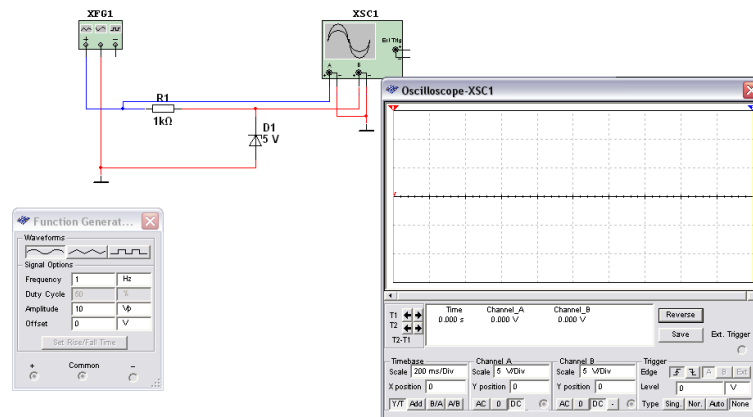 XFG1
XSC1
Ext Trig
A
B
R1
1kΩ
D1
5 V
Oscilloscope-XSC1
Function Generat...
Waveforms
Signal Options
Frequency 1 Hz
Duty Cycle 50 %
Amplitude 10 Vp
Offset 0 V
Set Rise/Fall Time
+ Common -
T1
T2
T2-T1
Time Channel_A Channel_B
0.000 s 0.000 V 0.000 V
Reverse
Save
Ext. Trigger
Timebase
Scale 200 ms/Div
X position 0
Y/T Add B/A A/B
Channel A
Scale 5 V/Div
Y position 0
AC 0 DC
Channel B
Scale 5 V/Div
Y position 0
AC 0 DC -
Trigger
Edge A B Ext
Level 0 V
Type Sing. Nor. Auto None